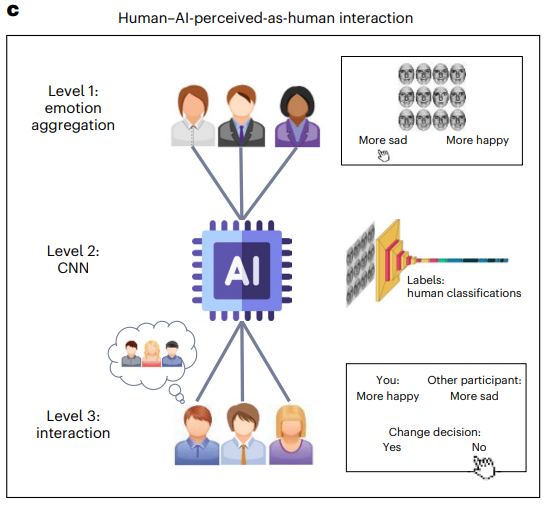 c
Human–AI-perceived-as-human interaction
Level 1:
emotion
aggregation
More sad
More happy
Level 2:
CNN
AI
Labels:
human classifications
Level 3:
interaction
You:
Other participant:
More happy
More sad
Change decision:
Yes
No